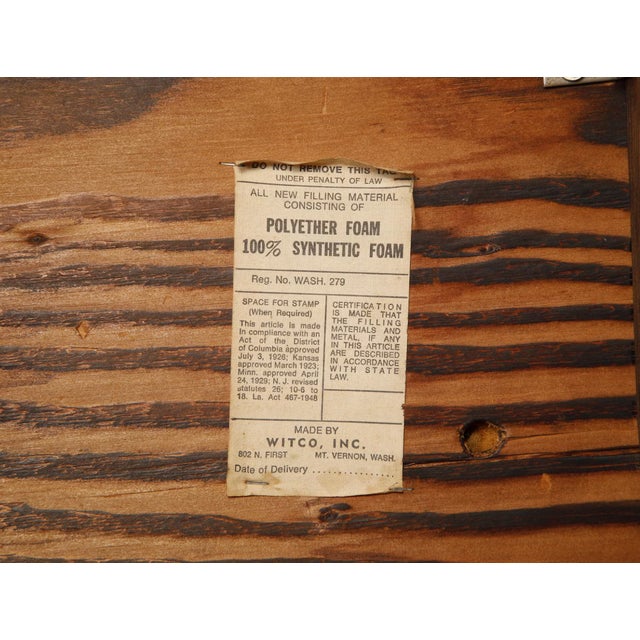 DO NOT REMOVE THIS TAG
UNDER PENALTY OF LAW
ALL NEW FILLING MATERIAL
CONSISTING OF
POLYETHER FOAM
100% SYNTHETIC FOAM
Reg. No. WASH. 279
SPACE FOR STAMP
(When Required)
This article is made
In compliance with an
Act of the District
of Columbia approved
July 3, 1926; Kansas
approved March 1923;
Minn. approved April
24, 1929; N. J. revised
statutes 26; 10-6 to
18. La. Act 467-1948
CERTIFICATION
IS MADE THAT
THE FILLING
MATERIALS AND
METAL, IF ANY
IN THIS ARTICLE
ARE DESCRIBED
IN ACCORDANCE
WITH STATE
LAW.
MADE BY
WITCO, INC.
802 N. FIRST MT. VERNON, WASH.
Date of Delivery ................